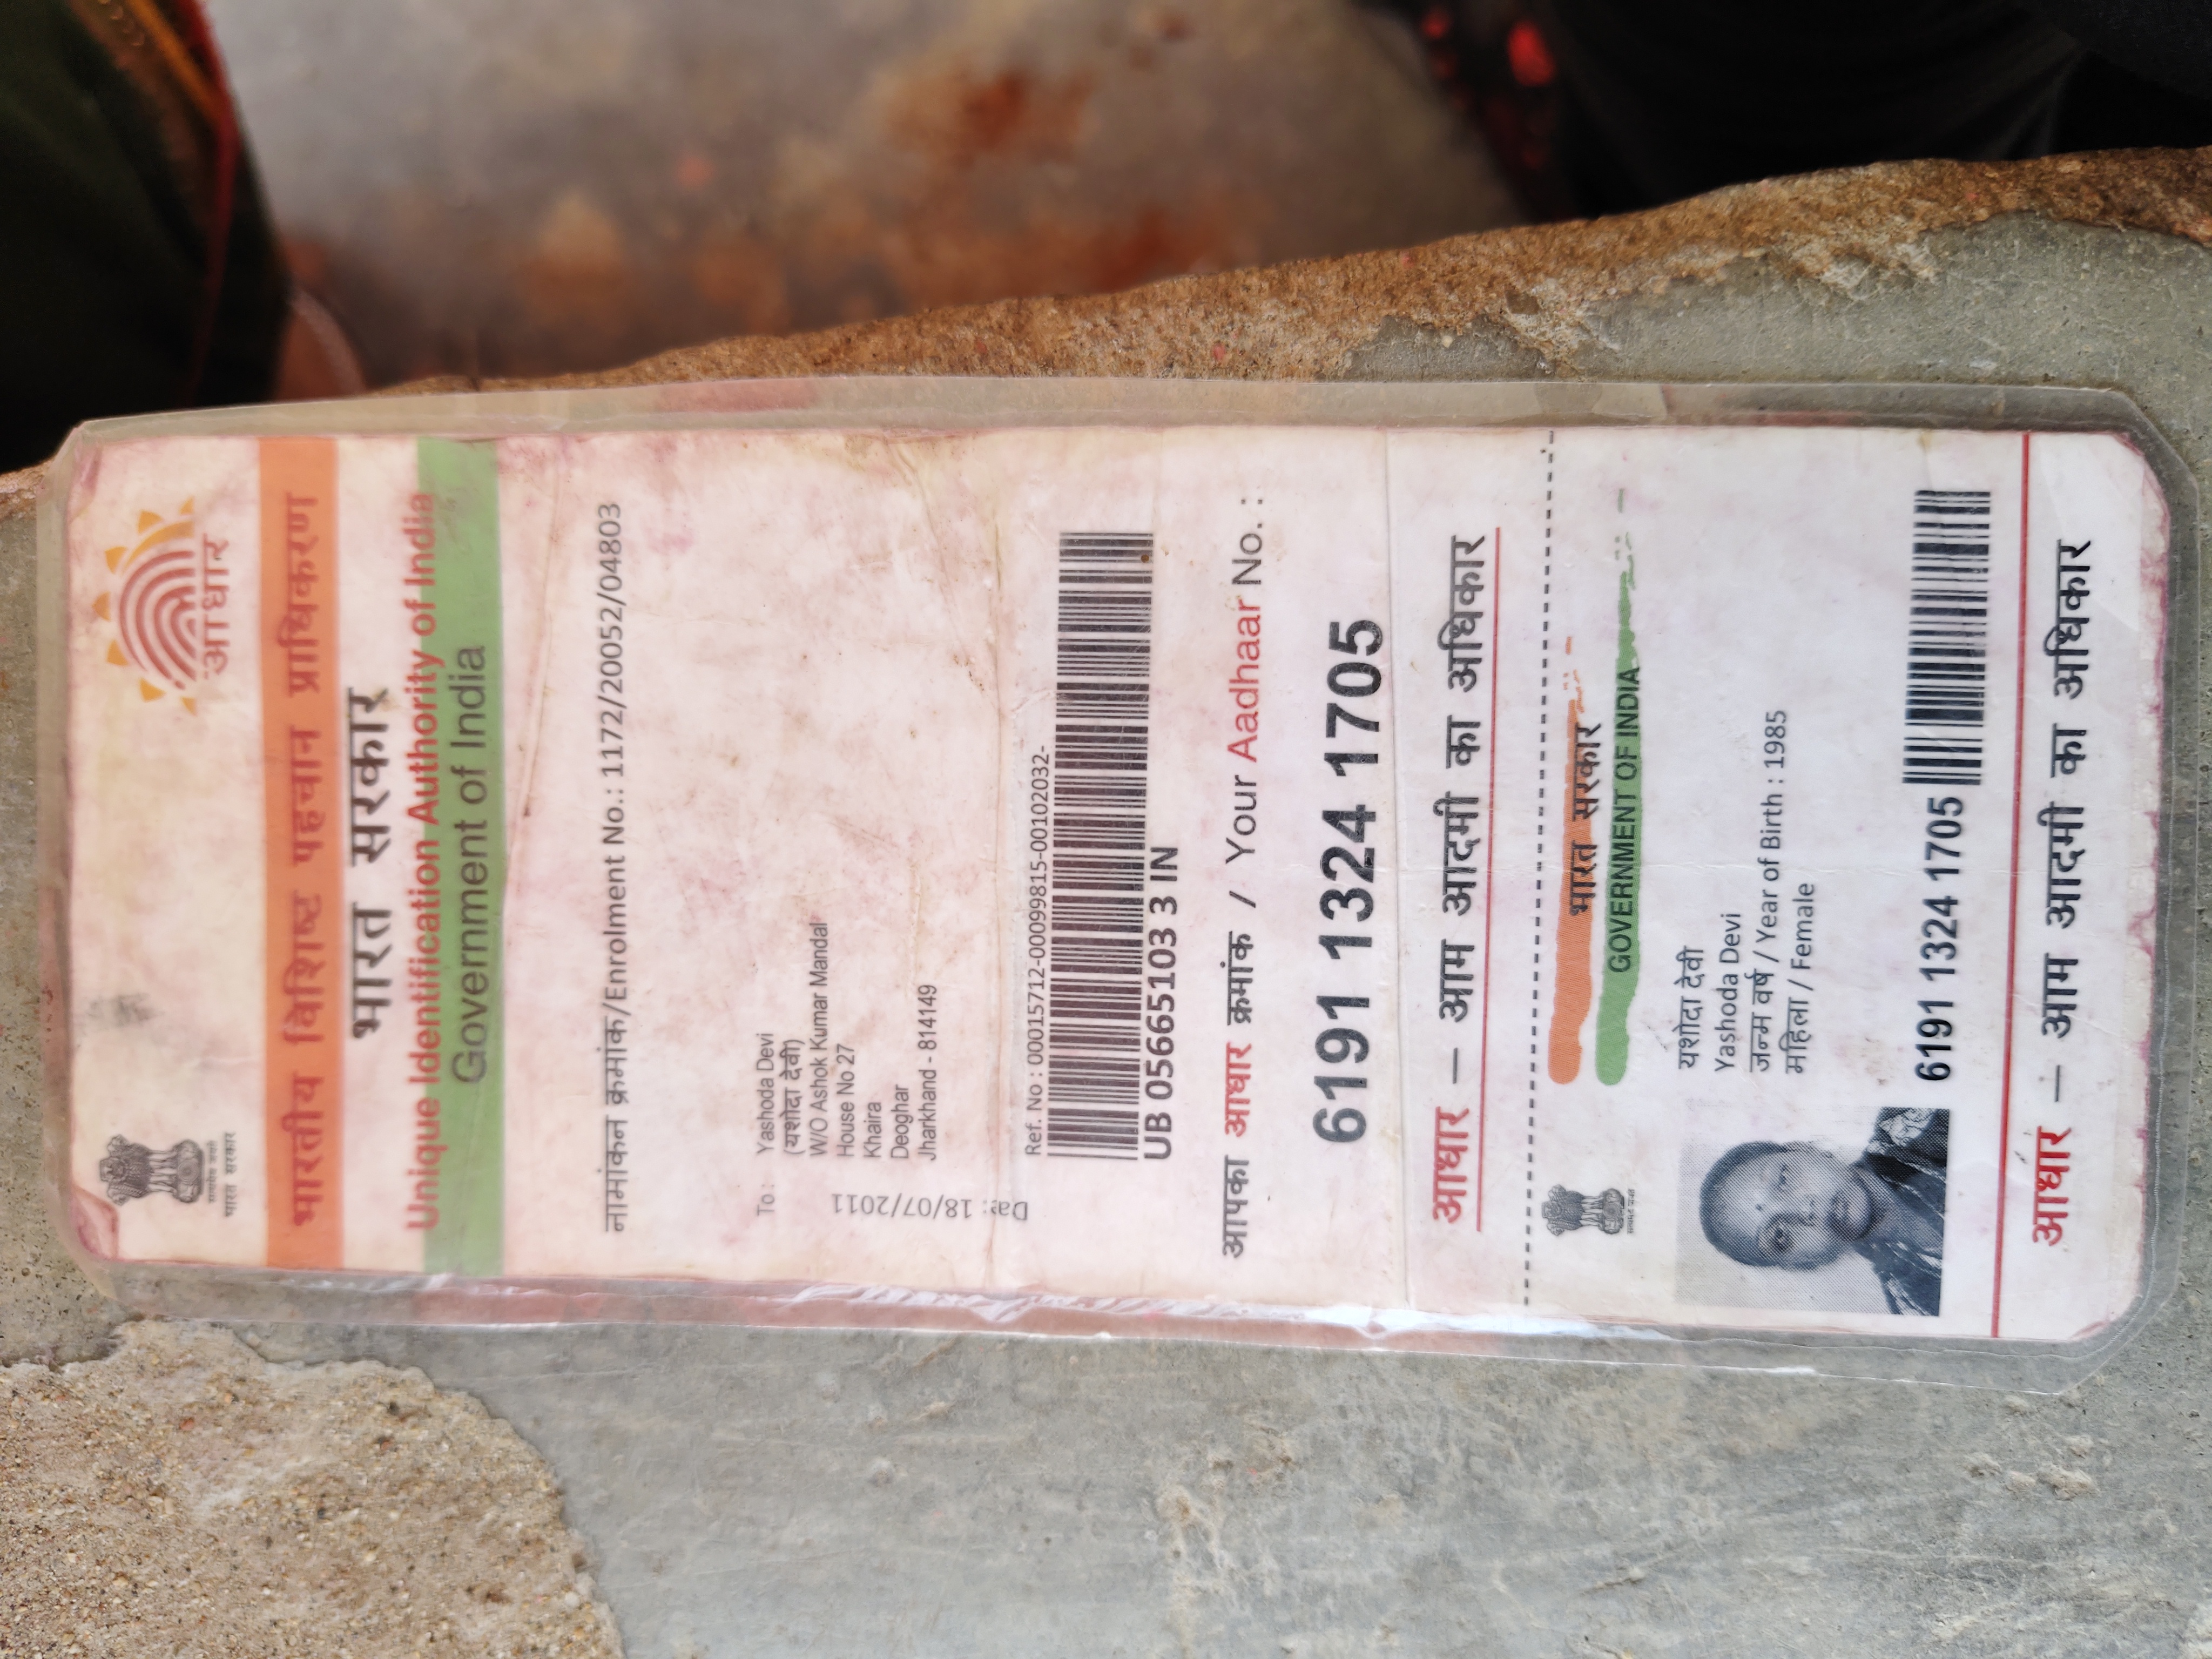 भारत सरकार
आधार
भारतीय विशिष्ट पहचान प्राधिकरण
भारत सरकार
Unique Identification Authority of India
Government of India
नामांकन क्रमांक/Enrolment No.: 1172/20052/04803
To :
Yashoda Devi
(यशोदा देवी)
W/O Ashok Kumar Mandal
House No 27
Khaira
Deoghar
Jharkhand - 814149
18/07/2011
Ref. No : 00015712-00099815-00102032-
UB 05665103 3 IN
आपका आधार क्रमांक / Your Aadhaar No. :
6191 1324 1705
आधार – आम आदमी का अधिकार
भारत सरकार
GOVERNMENT OF INDIA
यशोदा देवी
Yashoda Devi
जन्म वर्ष / Year of Birth : 1985
महिला / Female
6191 1324 1705
आधार – आम आदमी का अधिकार